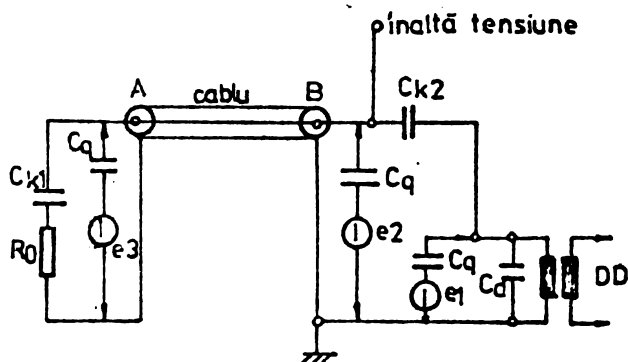 înaltă tensiune
A
cablu
B
Ck2
Cq
Ck1
Cq
R0
e3
e2
Cq
Cd
DD
e1